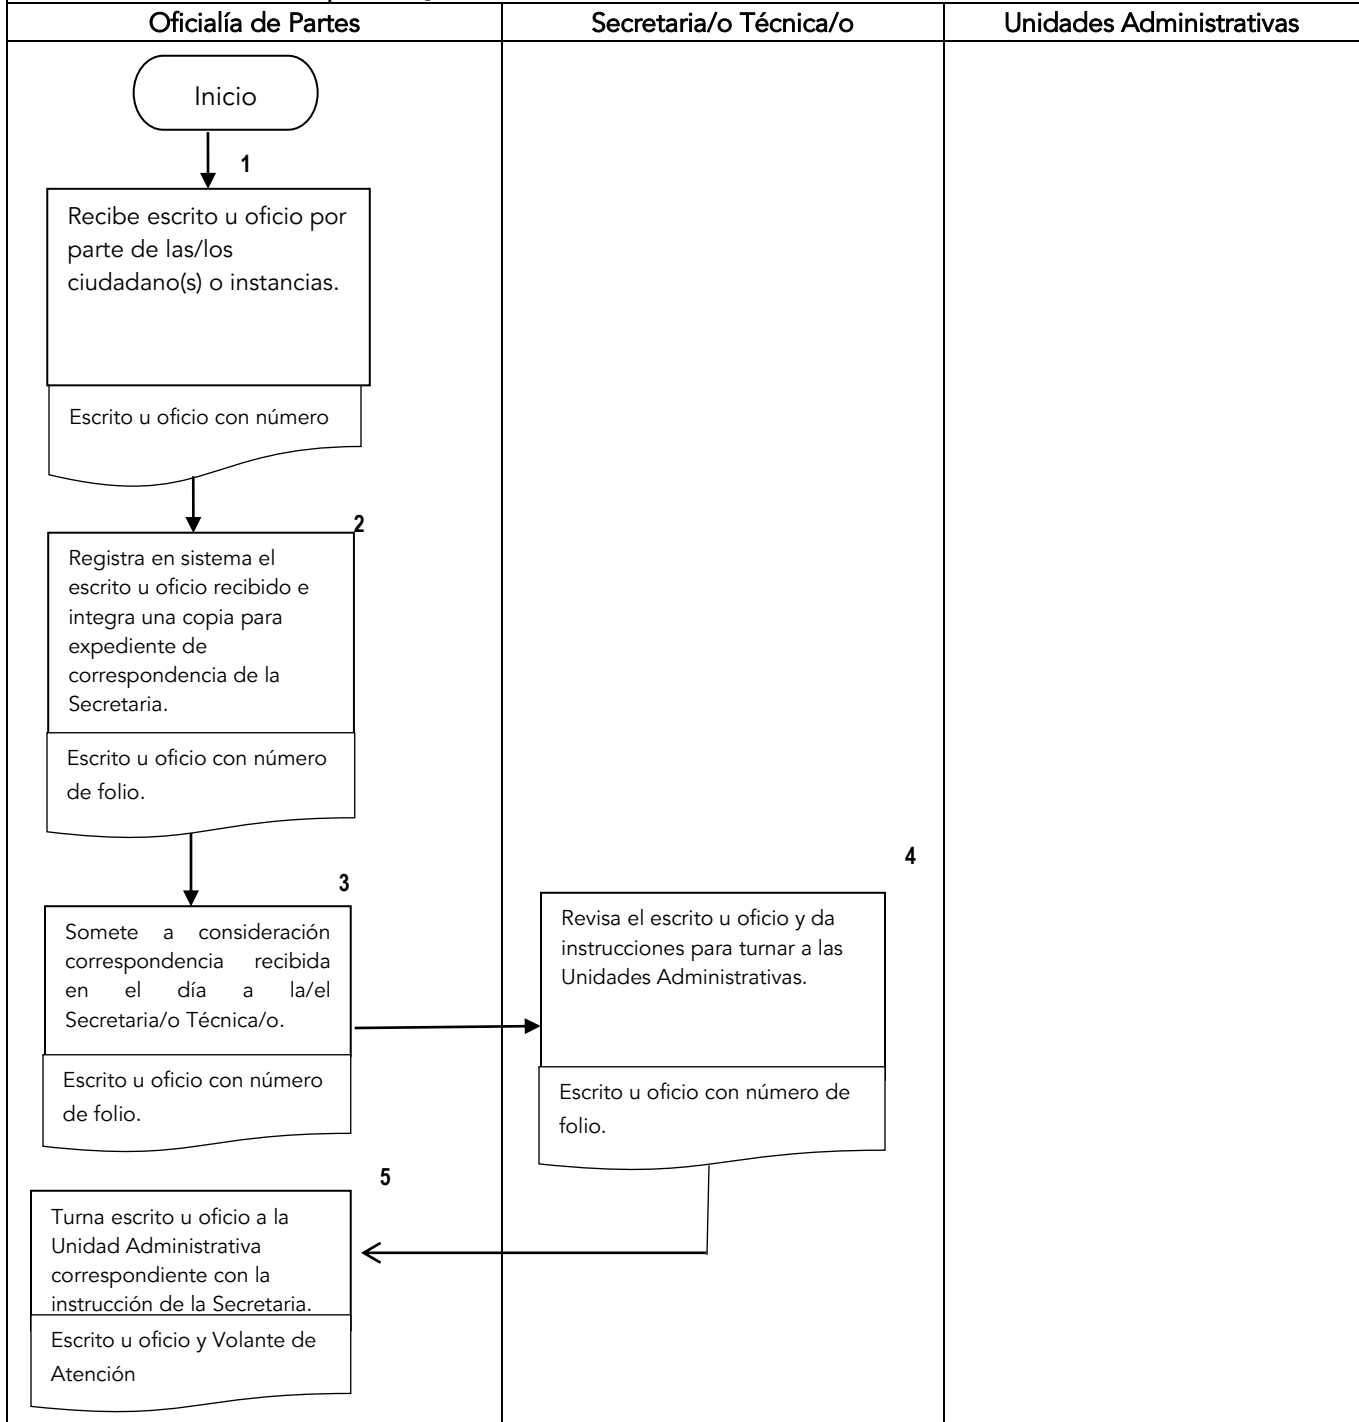 Oficialía de Partes
Secretaria/o Técnica/o
Unidades Administrativas
Inicio
1
Recibe escrito u oficio por
parte de las/los
ciudadano(s) o instancias.
Escrito u oficio con número
2
Registra en sistema el
escrito u oficio recibido e
integra una copia para
expediente de
correspondencia de la
Secretaria.
Escrito u oficio con número
de folio.
3
Somete a consideración
correspondencia recibida
en el día a la/el
Secretaria/o Técnica/o.
Escrito u oficio con número
de folio.
4
Revisa el escrito u oficio y da
instrucciones para turnar a las
Unidades Administrativas.
Escrito u oficio con número de
folio.
5
Turna escrito u oficio a la
Unidad Administrativa
correspondiente con la
instrucción de la Secretaria.
Escrito u oficio y Volante de
Atención